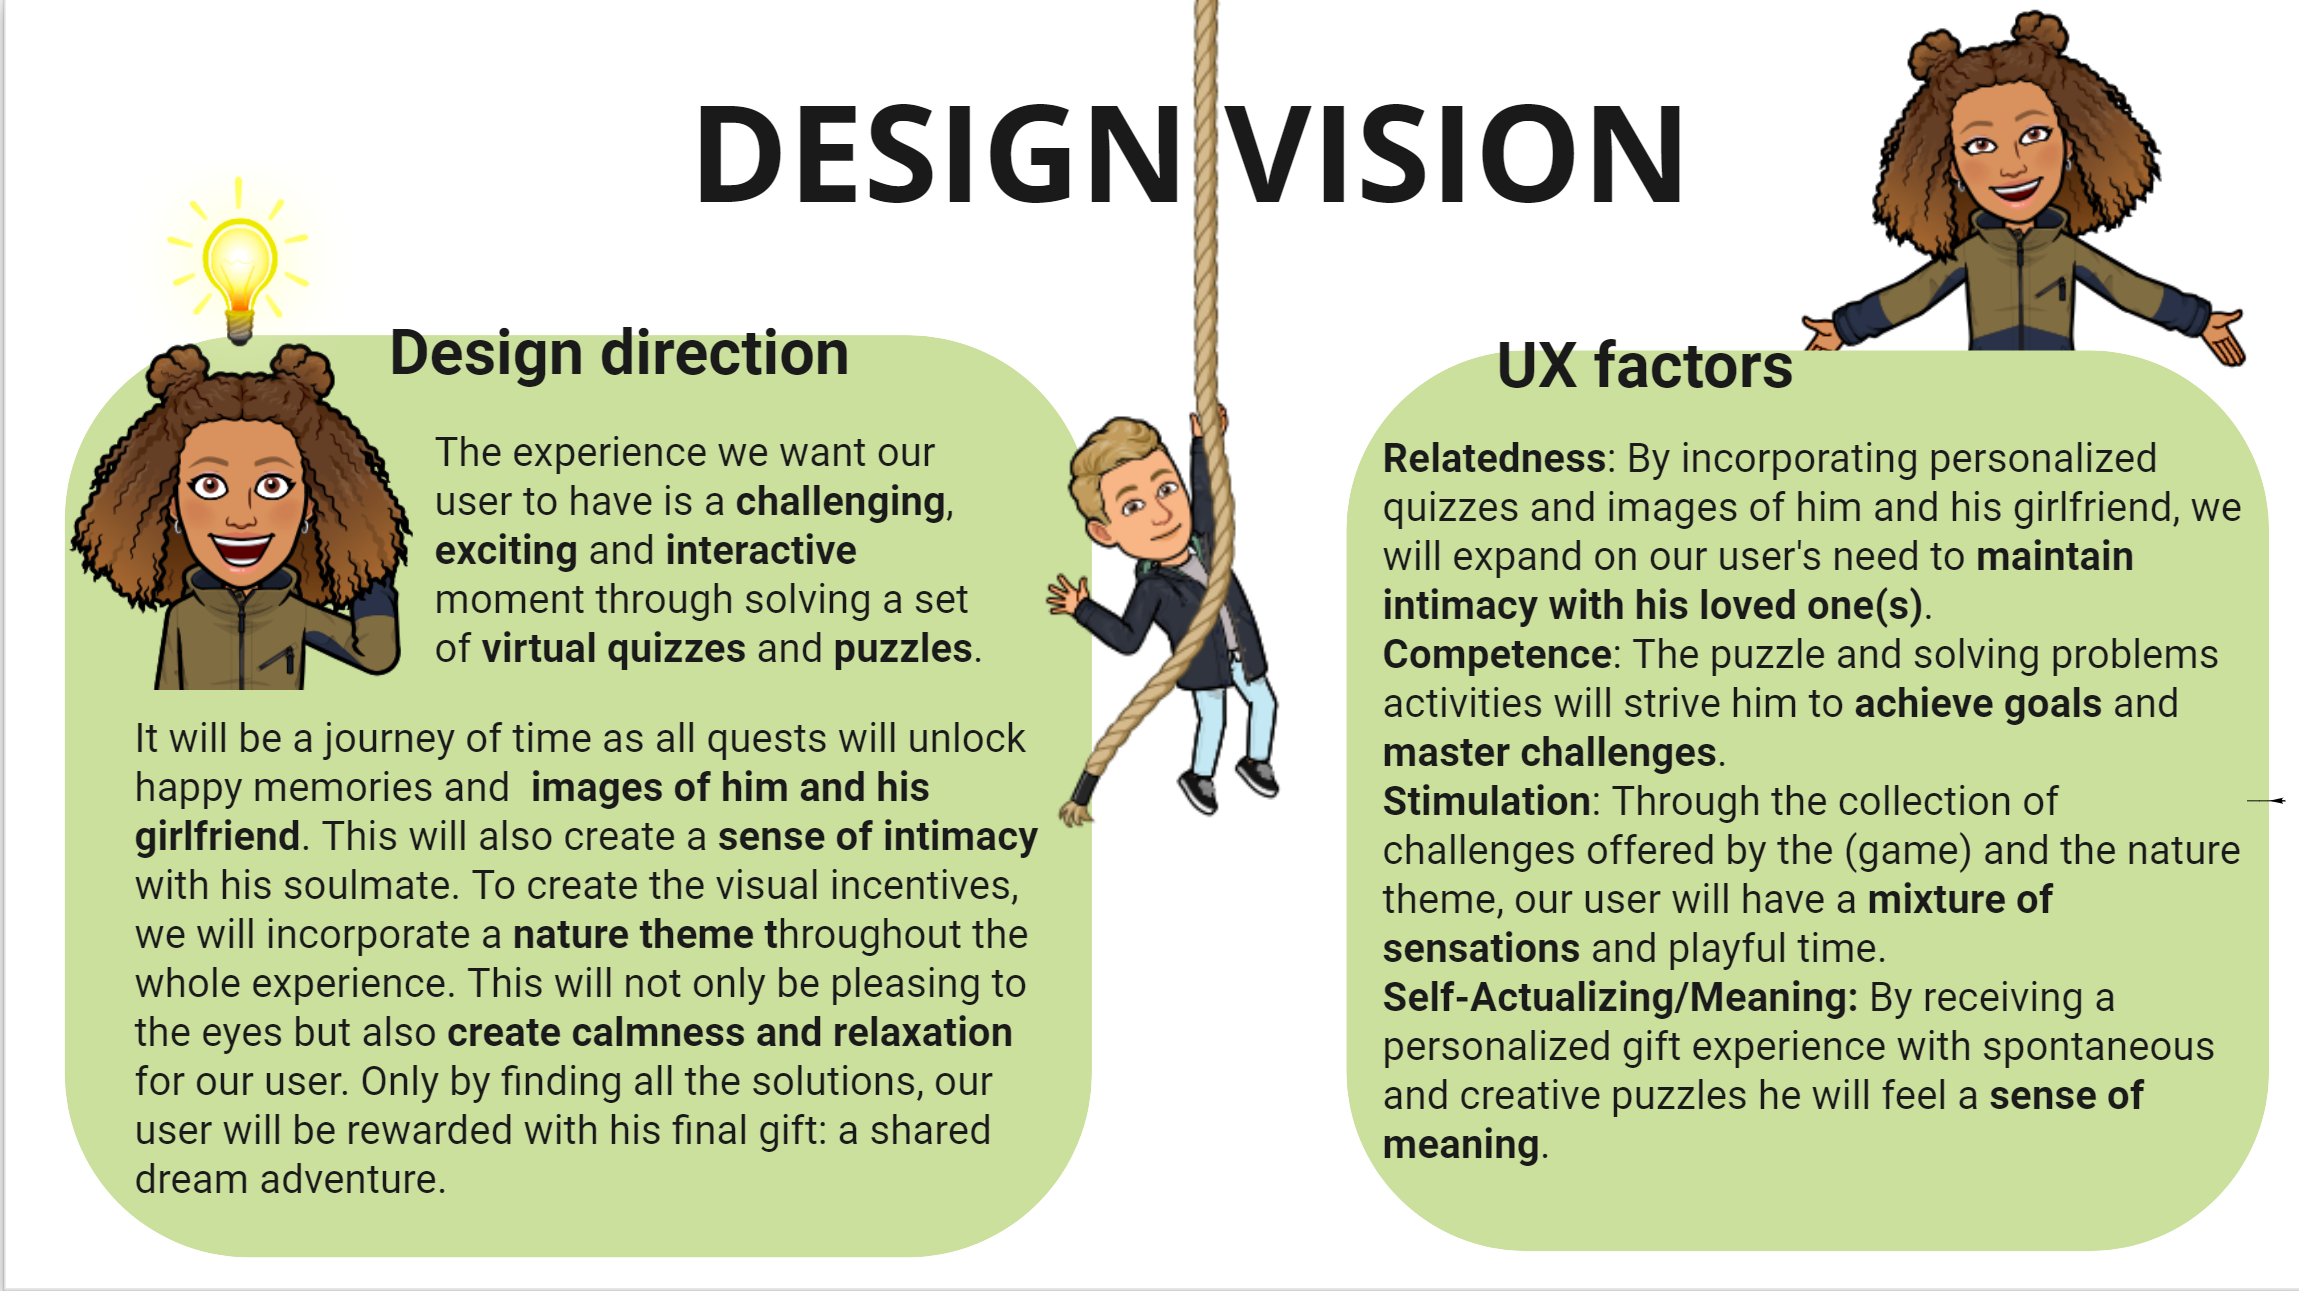 DESIGN VISION
Design direction
The experience we want our
user to have is a challenging,
exciting and interactive
moment through solving a set
of virtual quizzes and puzzles.
It will be a journey of time as all quests will unlock
happy memories and  images of him and his
girlfriend. This will also create a sense of intimacy
with his soulmate. To create the visual incentives,
we will incorporate a nature theme throughout the
whole experience. This will not only be pleasing to
the eyes but also create calmness and relaxation
for our user. Only by finding all the solutions, our
user will be rewarded with his final gift: a shared
dream adventure.
UX factors
Relatedness: By incorporating personalized
quizzes and images of him and his girlfriend, we
will expand on our user's need to maintain
intimacy with his loved one(s).
Competence: The puzzle and solving problems
activities will strive him to achieve goals and
master challenges.
Stimulation: Through the collection of
challenges offered by the (game) and the nature
theme, our user will have a mixture of
sensations and playful time.
Self-Actualizing/Meaning: By receiving a
personalized gift experience with spontaneous
and creative puzzles he will feel a sense of
meaning.